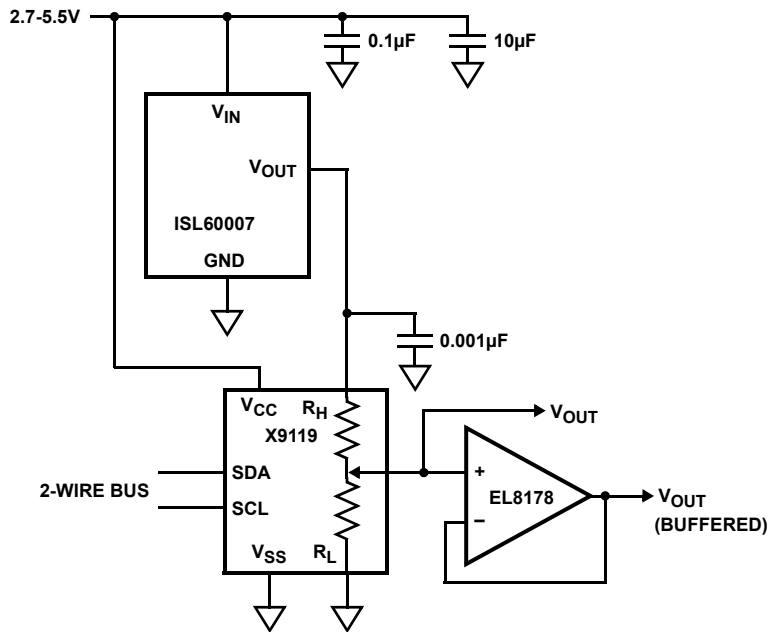 2.7-5.5V
0.1µF
10µF
VIN
VOUT
ISL60007
GND
0.001µF
VCC
RH
X9119
VOUT
2-WIRE BUS
SDA
SCL
+
EL8178
−
VOUT
(BUFFERED)
VSS
RL